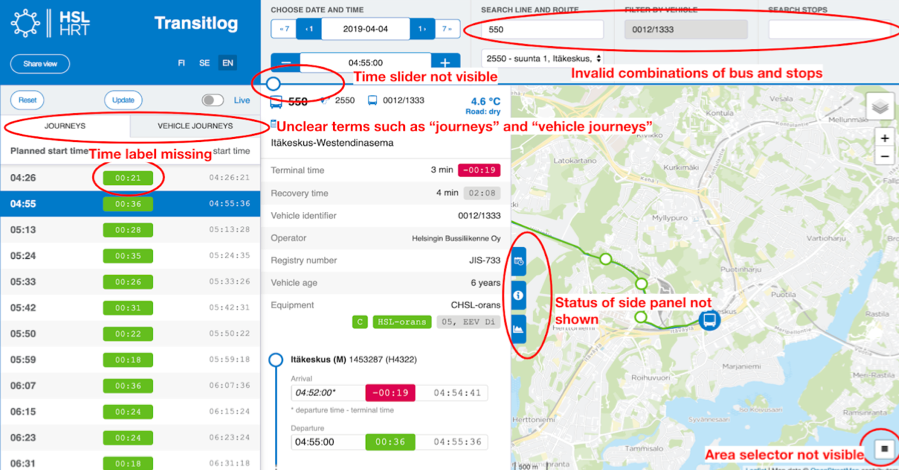 HSL
HRT
Transitlog
Share view
FI SE EN
CHOOSE DATE AND TIME
«7 ‹1 2019-04-04 1› 7»
04:55:00
SEARCH LINE AND ROUTE
550
2550 - suunta 1, Itäkeskus,
FILTER BY VEHICLE
0012/1333
SEARCH STOPS
Time slider not visible
Invalid combinations of bus and stops
Reset Update Live
JOURNEYS VEHICLE JOURNEYS
Unclear terms such as “journeys” and “vehicle journeys”
Time label missing
Planned start time start time
04:26 00:21 04:26:21
04:55 00:36 04:55:36
05:13 00:28 05:13:28
05:24 00:35 05:24:35
05:33 00:26 05:33:26
05:42 00:31 05:42:31
05:50 00:22 05:50:22
05:59 00:18 05:59:18
06:07 00:36 06:07:36
06:15 00:24 06:15:24
06:23 00:24 06:23:24
06:31 00:18 06:31:18
550 2550 0012/1333 4.6 °C
Road: dry
Itäkeskus-Westendinasema
Terminal time 3 min -00:19
Recovery time 4 min 02:08
Vehicle identifier 0012/1333
Operator Helsingin Bussiliikenne Oy
Registry number JIS-733
Vehicle age 6 years
Equipment CHSL-orans
C HSL-orans 05, EEV Di
Itäkeskus (M) 1453287 (H4322)
Arrival
04:52:00* -00:19 04:54:41
* departure time - terminal time
Departure
04:55:00 00:36 04:55:36
Vesala
Kontula
Latokartano
Kurkimäki
Myllypuro
Vartioharju
Puotinharju
Puotila
Status of side panel not
shown
Roihuvuori
Marjaniemi
Herttoniemi
Tammisalo
Ramsinranta
Area selector not visible
500 m